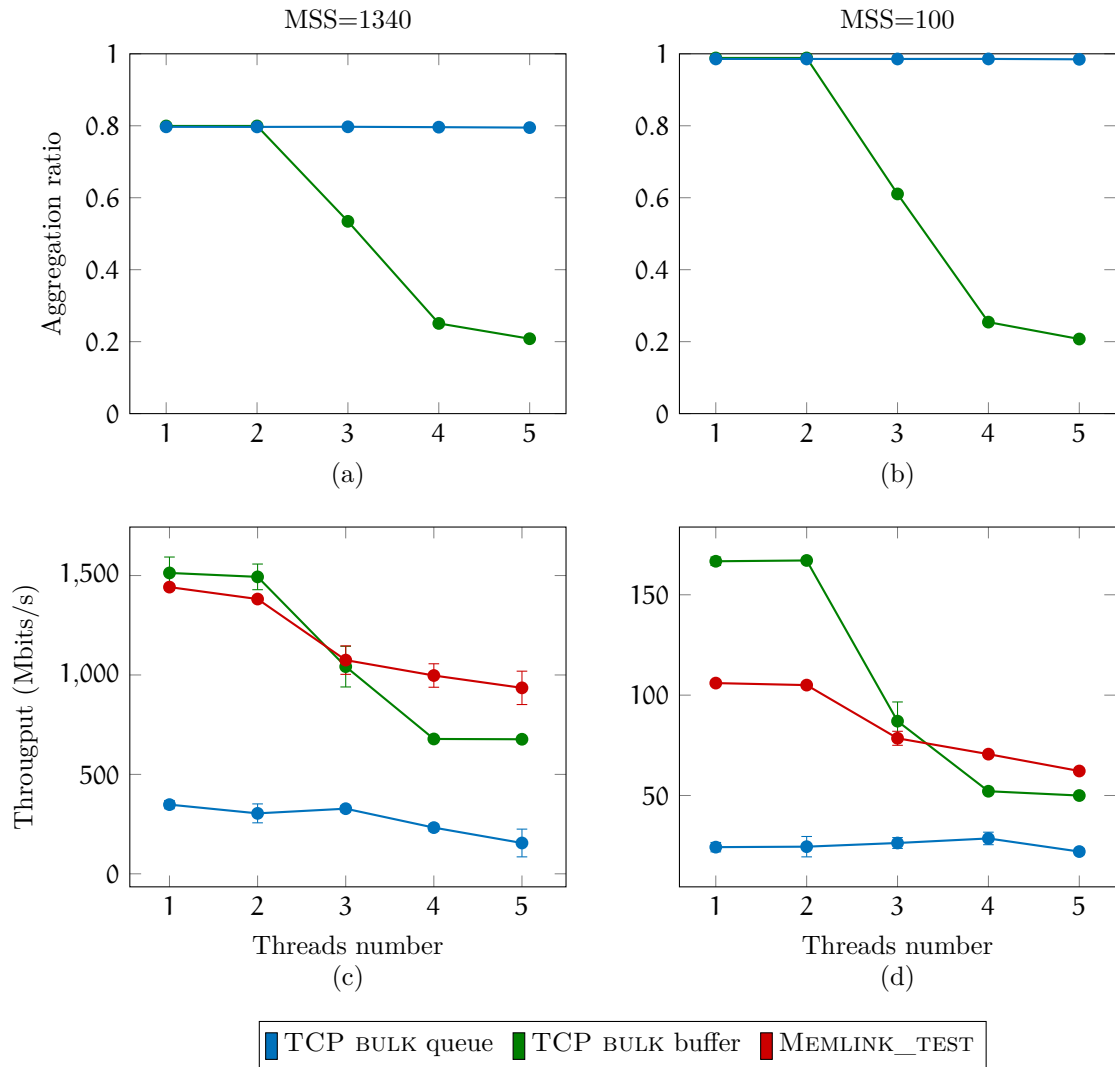 MSS=1340
MSS=100
Aggregation ratio
1
0.8
0.6
0.4
0.2
0
1 2 3 4 5
(a)
1
0.8
0.6
0.4
0.2
0
1 2 3 4 5
(b)
Througput (Mbits/s)
1,500
1,000
500
0
1 2 3 4 5
Threads number
(c)
150
100
50
1 2 3 4 5
Threads number
(d)
TCP BULK queue TCP BULK buffer MEMLINK_TEST